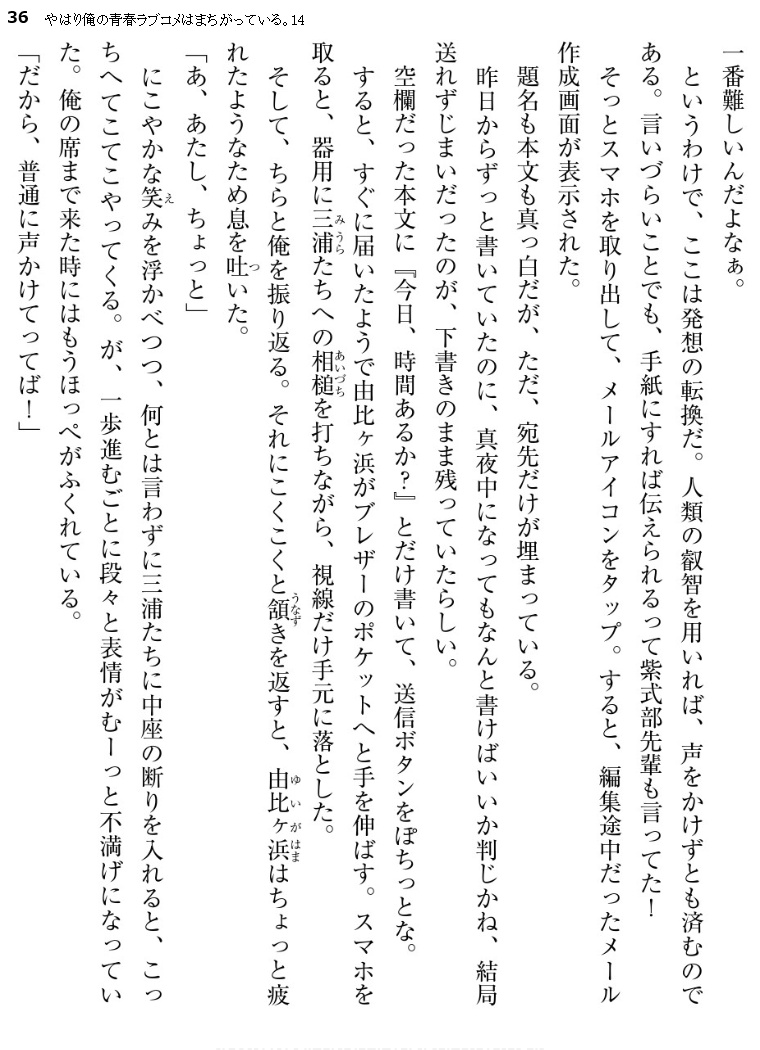 36 やはり俺の青春ラブコメはまちがっている。14
一番難しいんだよなぁ。
というわけで、ここは発想の転換だ。人類の叡智を用いれば、声をかけずとも済むので
ある。言いづらいことでも、手紙にすれば伝えられるって紫式部先輩も言ってた！
そっとスマホを取り出して、メールアイコンをタップ。すると、編集途中だったメール
作成画面が表示された。
題名も本文も真っ白だが、ただ、宛先だけが埋まっている。
昨日からずっと書いていたのに、真夜中になってもなんと書けばいいか判じかね、結局
送れずじまいだったのが、下書きのまま残っていたらしい。
空欄だった本文に『今日、時間あるか？』とだけ書いて、送信ボタンをぽちっとな。
すると、すぐに届いたようで由比ヶ浜がブレザーのポケットへと手を伸ばす。スマホを
取ると、器用に三浦たちへの相槌を打ちながら、視線だけ手元に落とした。
そして、ちらと俺を振り返る。それにこくこくと頷きを返すと、由比ヶ浜はちょっと疲
れたようなため息を吐いた。
「あ、あたし、ちょっと」
にこやかな笑みを浮かべつつ、何とは言わずに三浦たちに中座の断りを入れると、こっ
ちへてこてこやってくる。が、一歩進むごとに段々と表情がむーっと不満げになってい
た。俺の席まで来た時にはもうほっぺがふくれている。
「だから、普通に声かけてってば！」